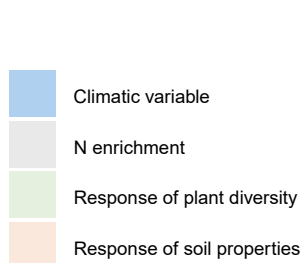 Climatic variable
N enrichment
Response of plant diversity
Response of soil properties